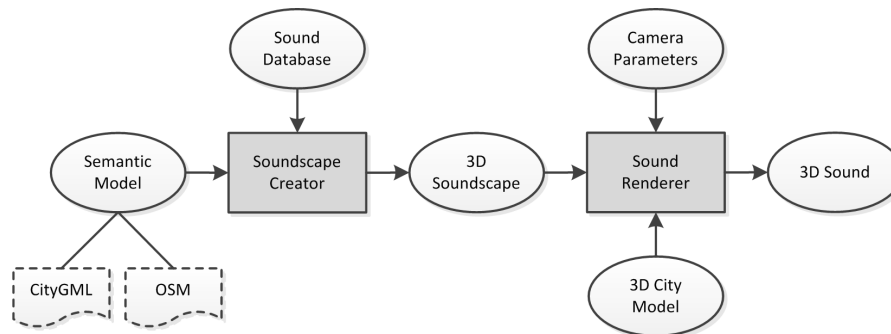 Sound
Database
Camera
Parameters
Semantic
Model
Soundscape
Creator
3D
Soundscape
Sound
Renderer
3D Sound
CityGML
OSM
3D City
Model